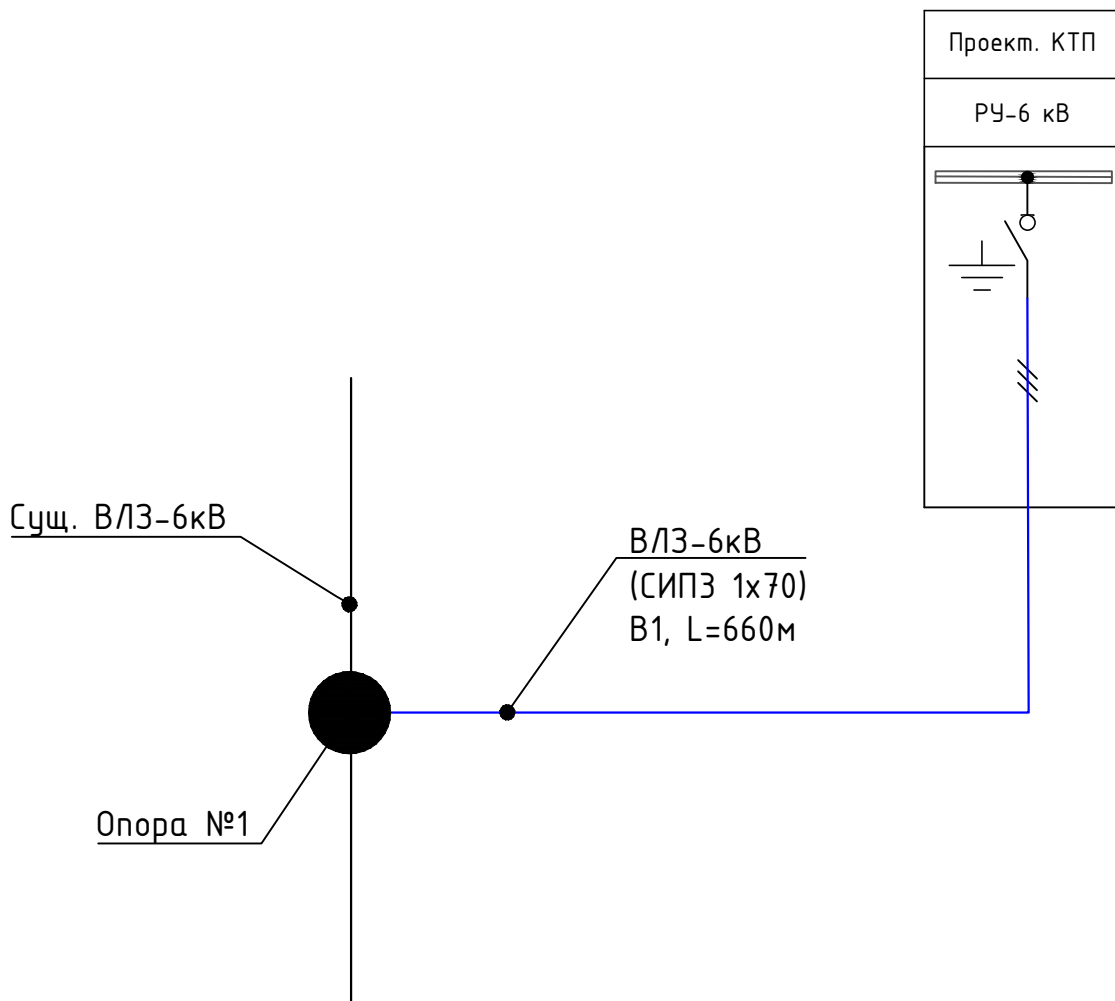 Проект. КТП
РУ-6 кВ
Сущ. ВЛЗ-6кВ
ВЛЗ-6кВ
(СИПЗ 1х70)
В1, L=660м
Опора №1